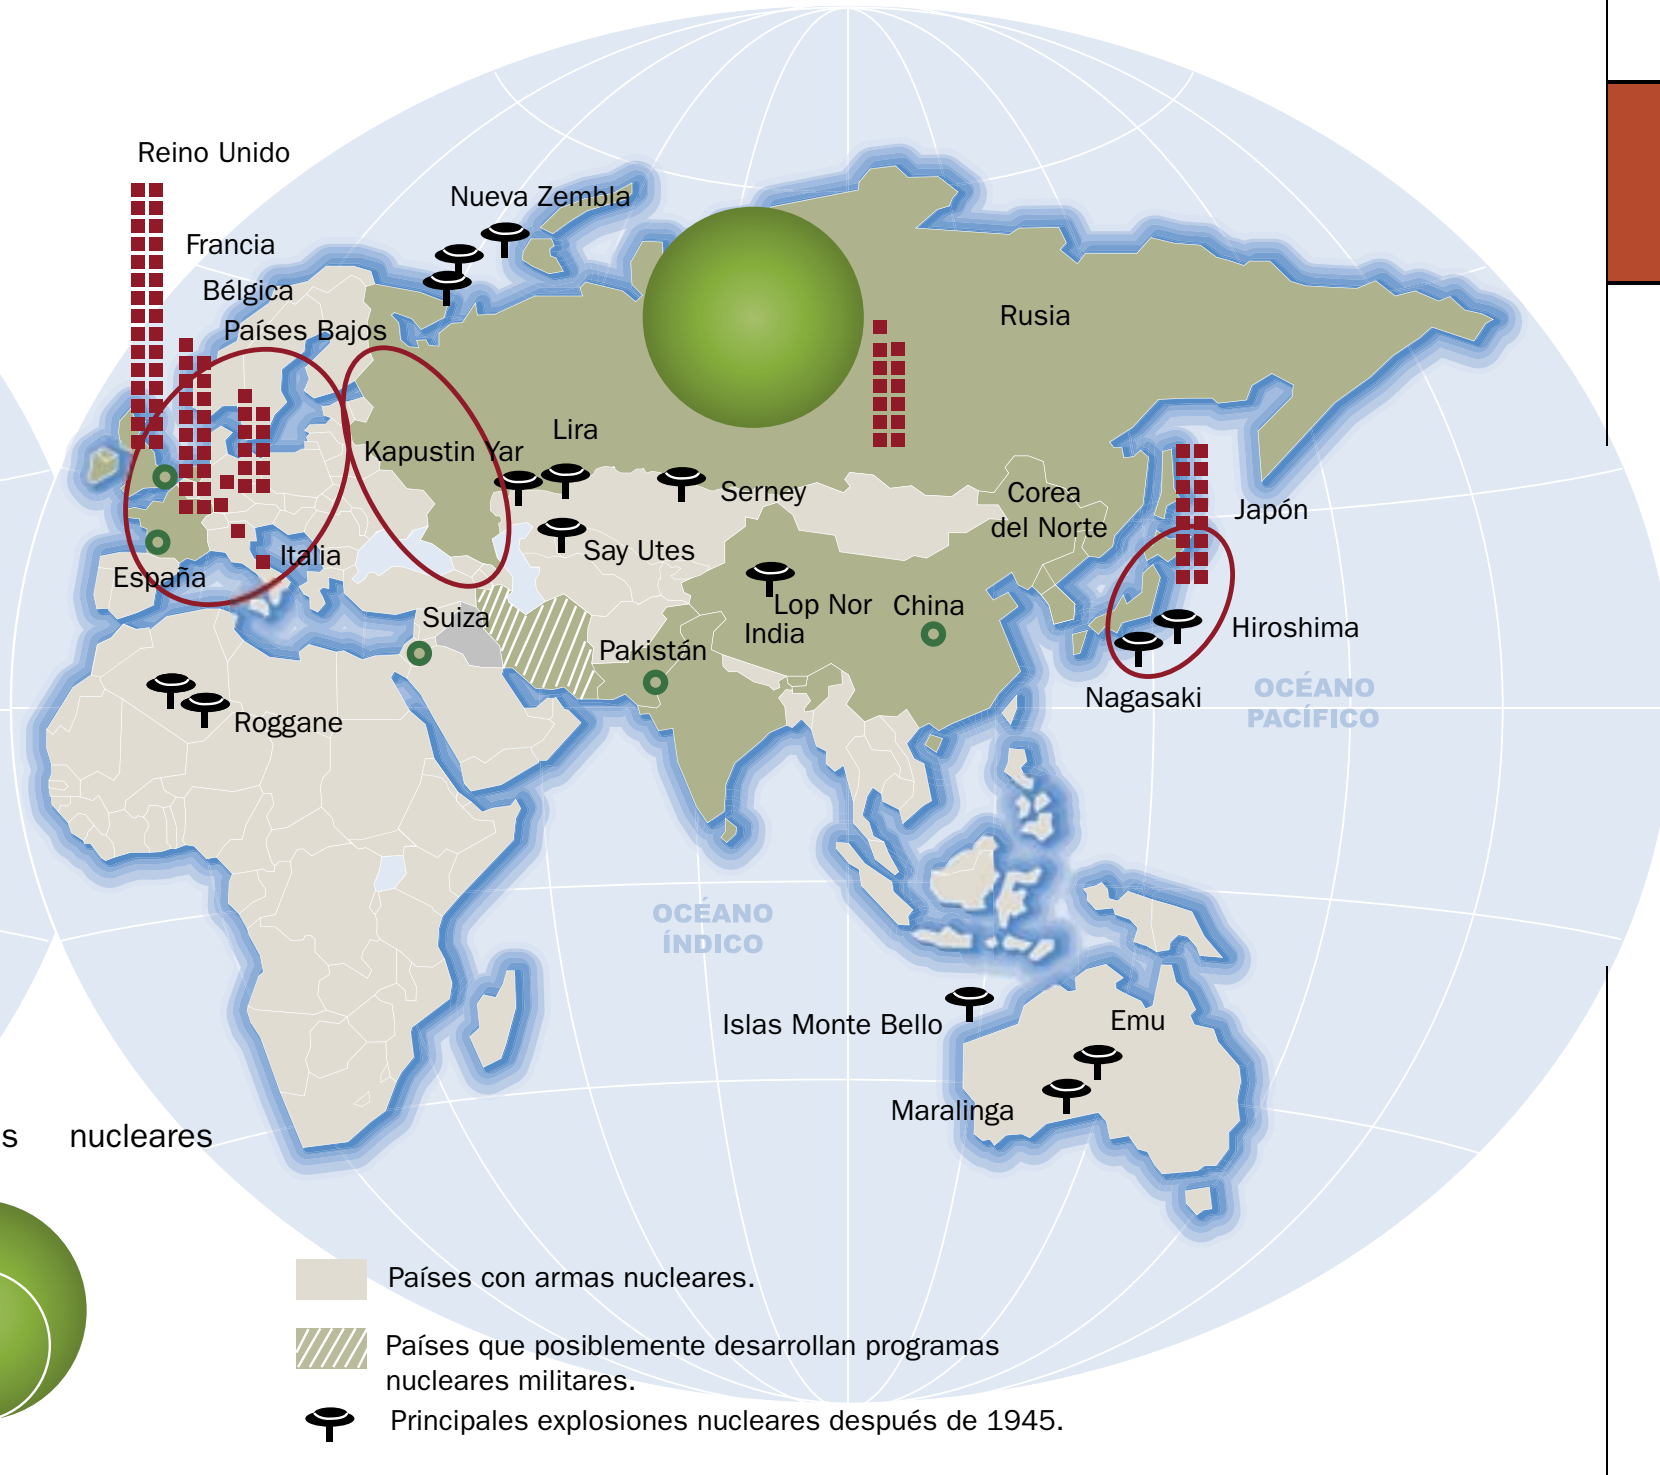 Reino Unido
Nueva Zembla
Francia
Bélgica
Países Bajos
Rusia
Lira
Kapustin Yar
Serney
Corea
del Norte
Japón
Say Utes
Italia
España
Lop Nor
China
Suiza
India
Hiroshima
Pakistán
Nagasaki
OCÉANO
PACÍFICO
Roggane
OCÉANO
ÍNDICO
Islas Monte Bello
Emu
Maralinga
s nucleares
Países con armas nucleares.
Países que posiblemente desarrollan programas
nucleares militares.
Principales explosiones nucleares después de 1945.